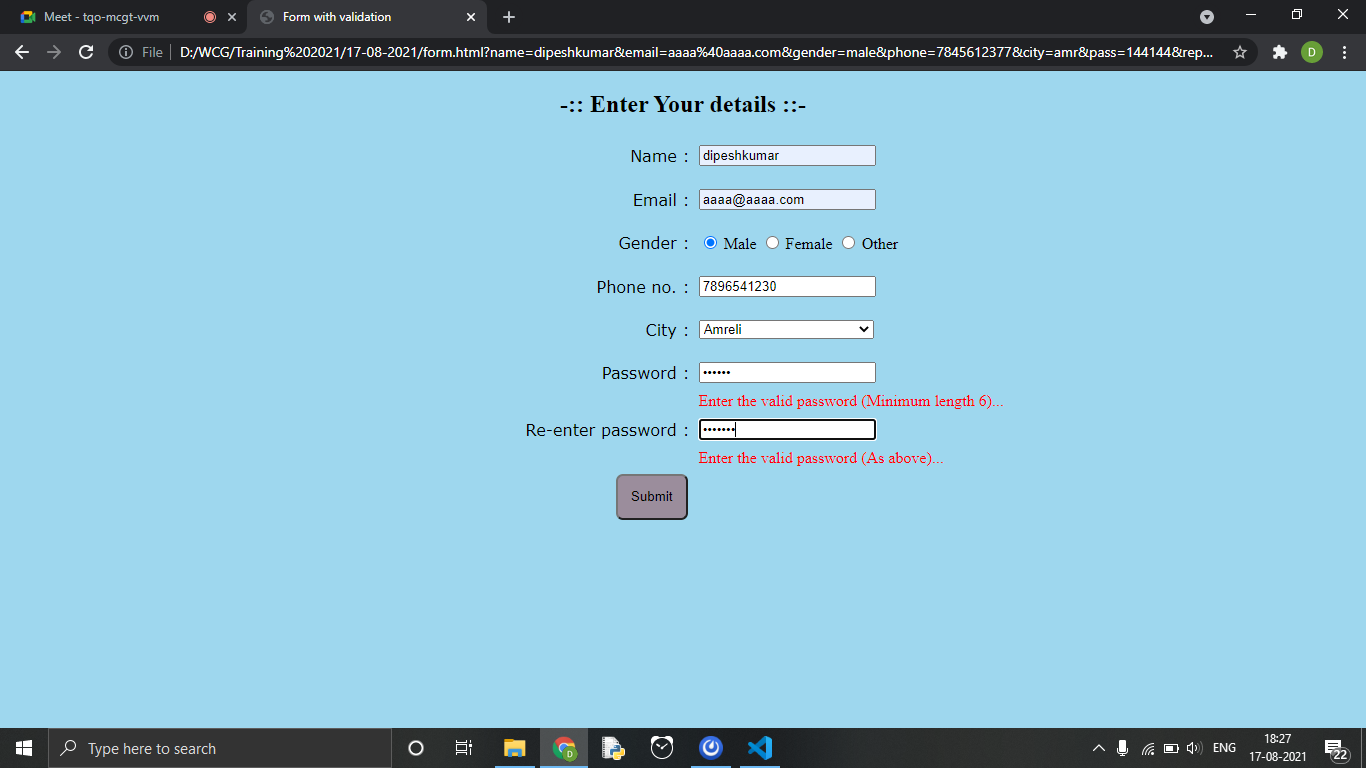 Meet - tqo-mcgt-vvm
Form with validation
File
D:/WCG/Training%202021/17-08-2021/form.html?name=dipeshkumar&email=aaaa%40aaaa.com&gender=male&phone=7845612377&city=amr&pass=144144&rep...
D
-:: Enter Your details ::-
Name : dipeshkumar
Email : aaaa@aaaa.com
Gender : Male Female Other
Phone no. : 7896541230
City : Amreli
Password : ••••••
Enter the valid password (Minimum length 6)...
Re-enter password : •••••••
Enter the valid password (As above)...
Submit
Type here to search
D
ENG
18:27
17-08-2021
22